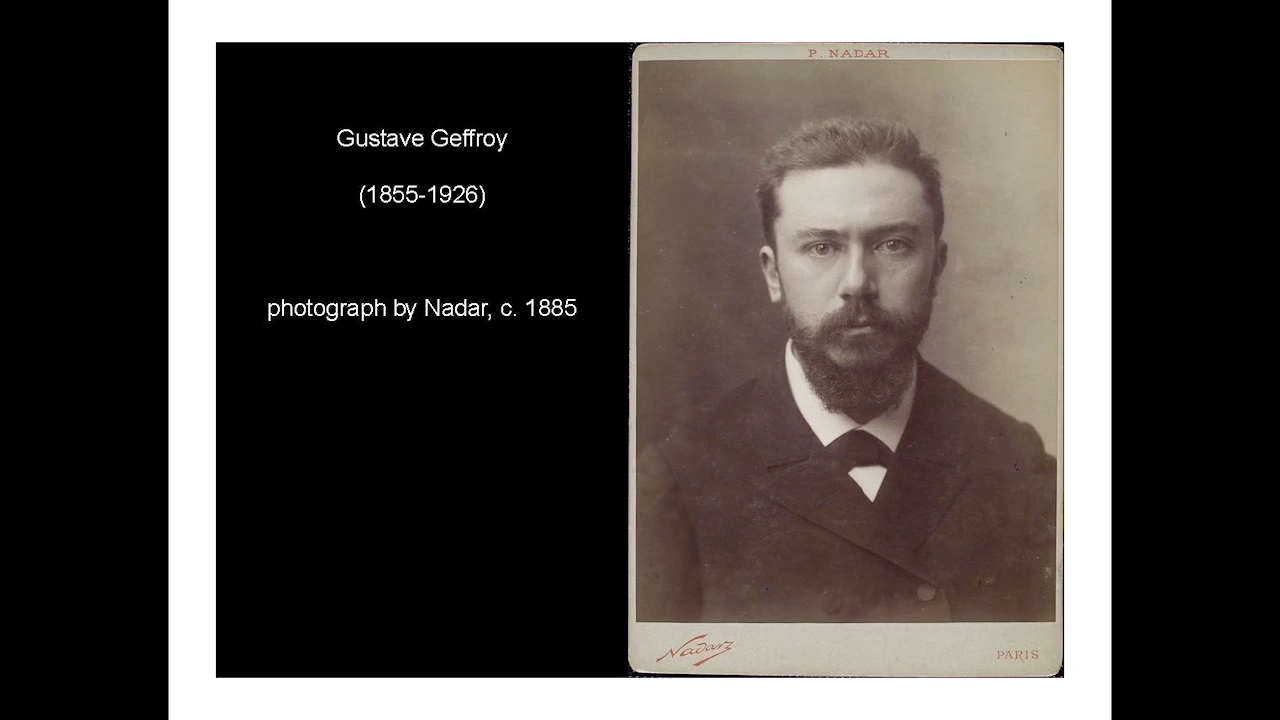 Gustave Geffroy
(1855-1926)
photograph by Nadar, c. 1885
P. NADAR
Nadar
PARIS